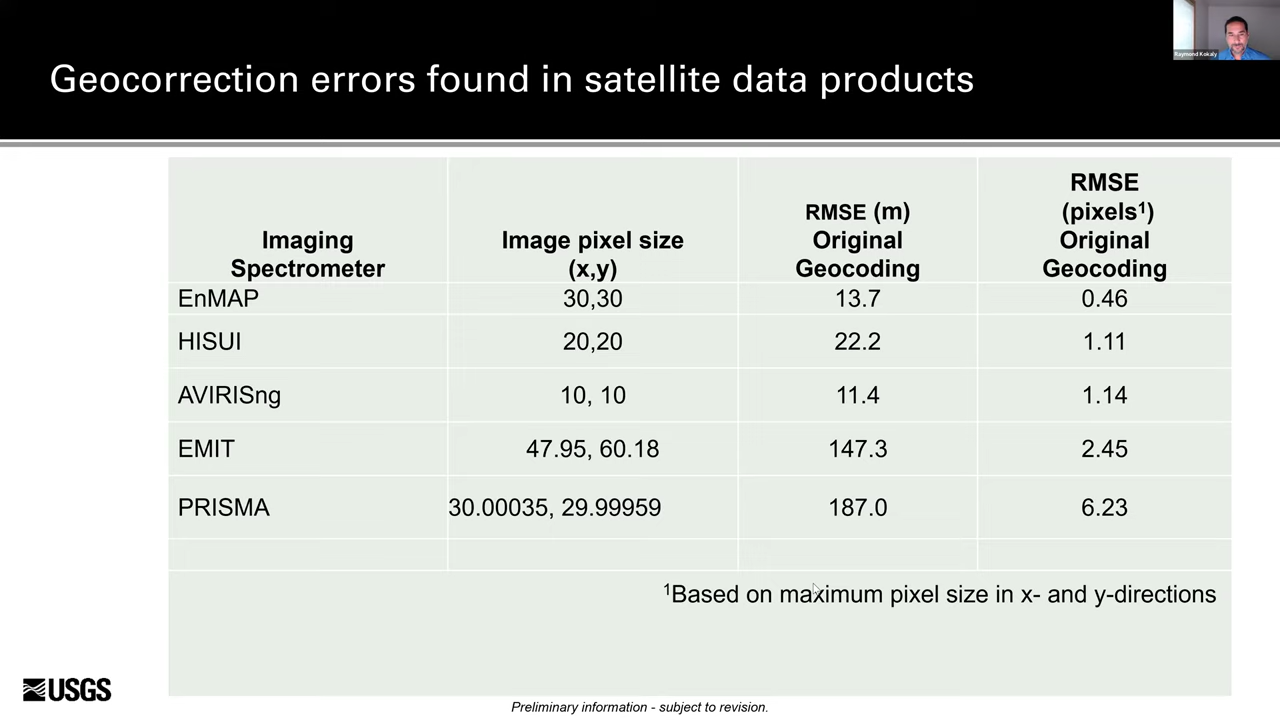 Raymond Kokaly
Geocorrection errors found in satellite data products
Imaging Spectrometer
Image pixel size (x,y)
RMSE (m) Original Geocoding
RMSE (pixels¹) Original Geocoding
EnMAP 30,30 13.7 0.46
HISUI 20,20 22.2 1.11
AVIRISng 10, 10 11.4 1.14
EMIT 47.95, 60.18 147.3 2.45
PRISMA 30.00035, 29.99959 187.0 6.23
¹Based on maximum pixel size in x- and y-directions
USGS
Preliminary information - subject to revision.